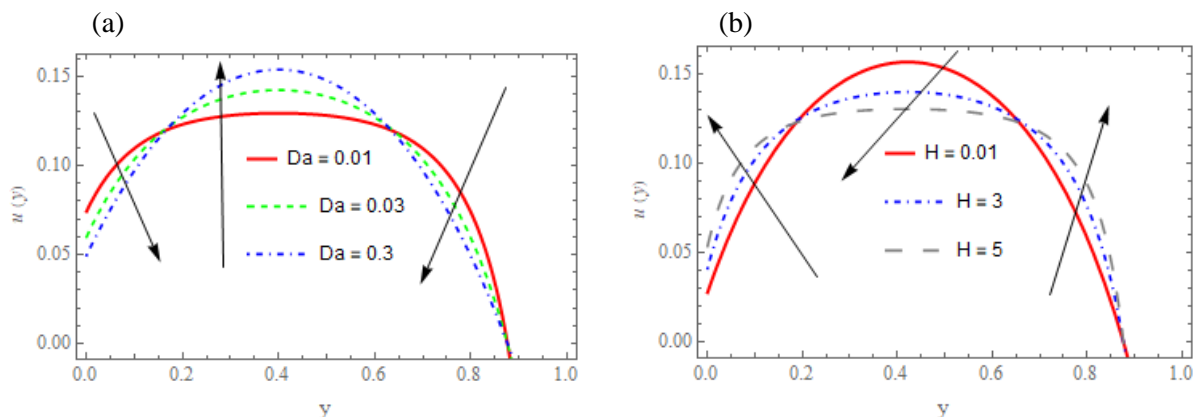 (a)
0.15
0.10
0.05
0.00
u (y)
Da = 0.01
Da = 0.03
Da = 0.3
0.0 0.2 0.4 0.6 0.8 1.0
y
(b)
0.15
0.10
0.05
0.00
u (y)
H = 0.01
H = 3
H = 5
0.0 0.2 0.4 0.6 0.8 1.0
y